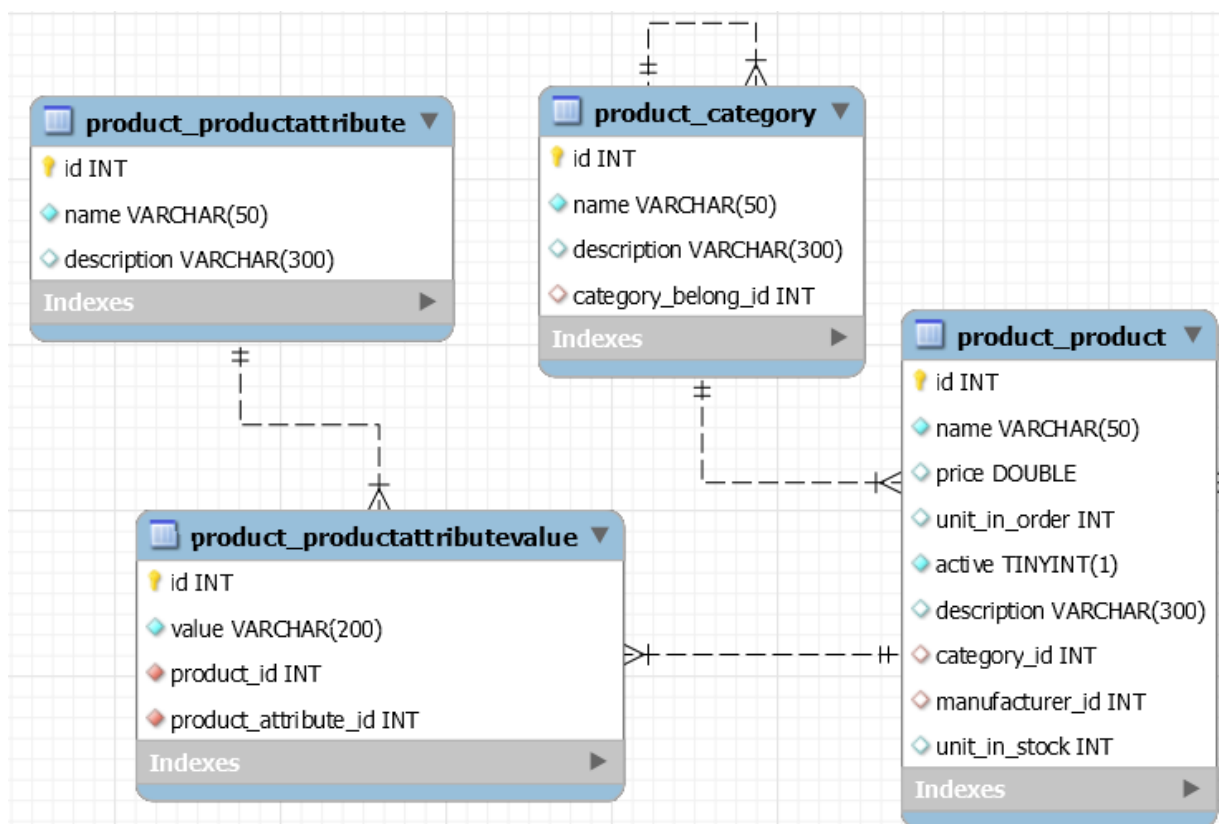 product_productattribute
id INT
name VARCHAR(50)
description VARCHAR(300)
Indexes
product_category
id INT
name VARCHAR(50)
description VARCHAR(300)
category_belong_id INT
Indexes
product_productattributevalue
id INT
value VARCHAR(200)
product_id INT
product_attribute_id INT
Indexes
product_product
id INT
name VARCHAR(50)
price DOUBLE
unit_in_order INT
active TINYINT(1)
description VARCHAR(300)
category_id INT
manufacturer_id INT
unit_in_stock INT
Indexes